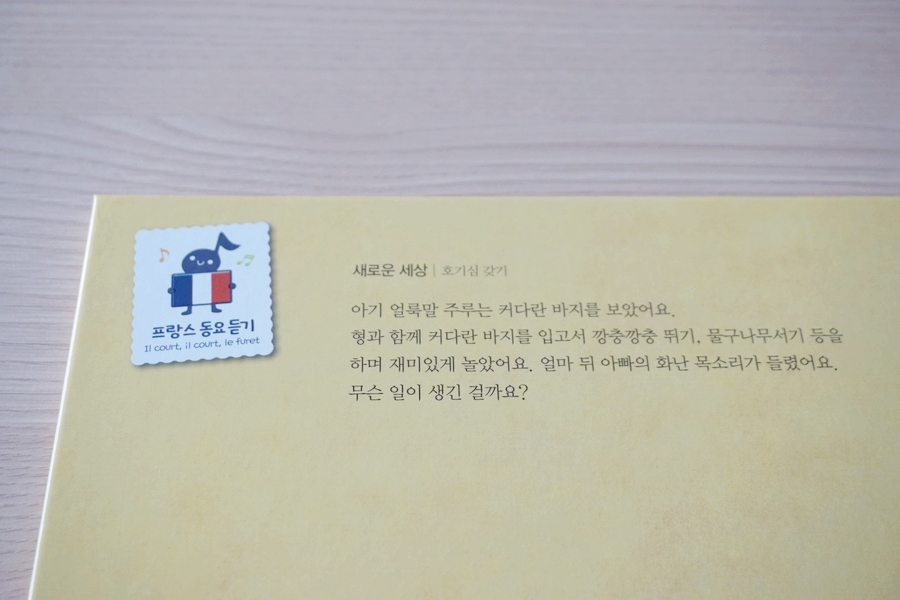 프랑스 동요 듣기
Il court, il court, le furet
새로운 세상 | 호기심 갖기
아기 얼룩말 주루는 커다란 바지를 보았어요.
형과 함께 커다란 바지를 입고서 깡충깡충 뛰기, 물구나무서기 등을
하며 재미있게 놀았어요. 얼마 뒤 아빠의 화난 목소리가 들렸어요.
무슨 일이 생긴 걸까요?